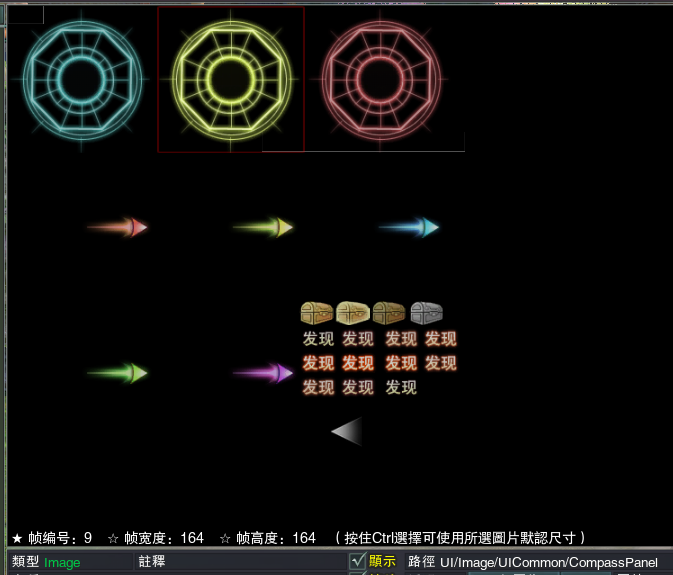 发现 发现 发现 发现
发现 发现 发现 发现
发现 发现 发现
★ 帧编号：9 ☆ 帧宽度：164 ☆ 帧高度：164 （按住Ctrl選擇可使用所選圖片默認尺寸）
類型 Image 註釋 顯示 路徑 UI/Image/UICommon/CompassPanel